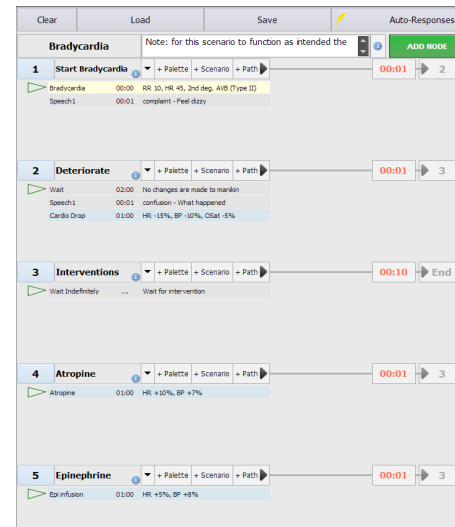 Clear Load Save Auto-Responses
Bradycardia Note: for this scenario to function as intended the ADD NODE
1 Start Bradycardia + Palette + Scenario + Path 00:01 2
Bradycardia 00:00 RR 10, HR 45, 2nd deg. AVB (Type II)
Speech1 00:01 complaint - Feel dizzy
2 Deteriorate + Palette + Scenario + Path 00:01 3
Wait 02:00 No changes are made to mankin
Speech1 00:01 confusion - What happened
Cardio Drop 01:00 HR -15%, BP -10%, OSat -5%
3 Interventions + Palette + Scenario + Path 00:10 End
Wait Indefinitely ... Wait for intervention
4 Atropine + Palette + Scenario + Path 00:01 3
Atropine 01:00 HR +10%, BP +7%
5 Epinephrine + Palette + Scenario + Path 00:01 3
Epi infusion 01:00 HR +5%, BP +8%